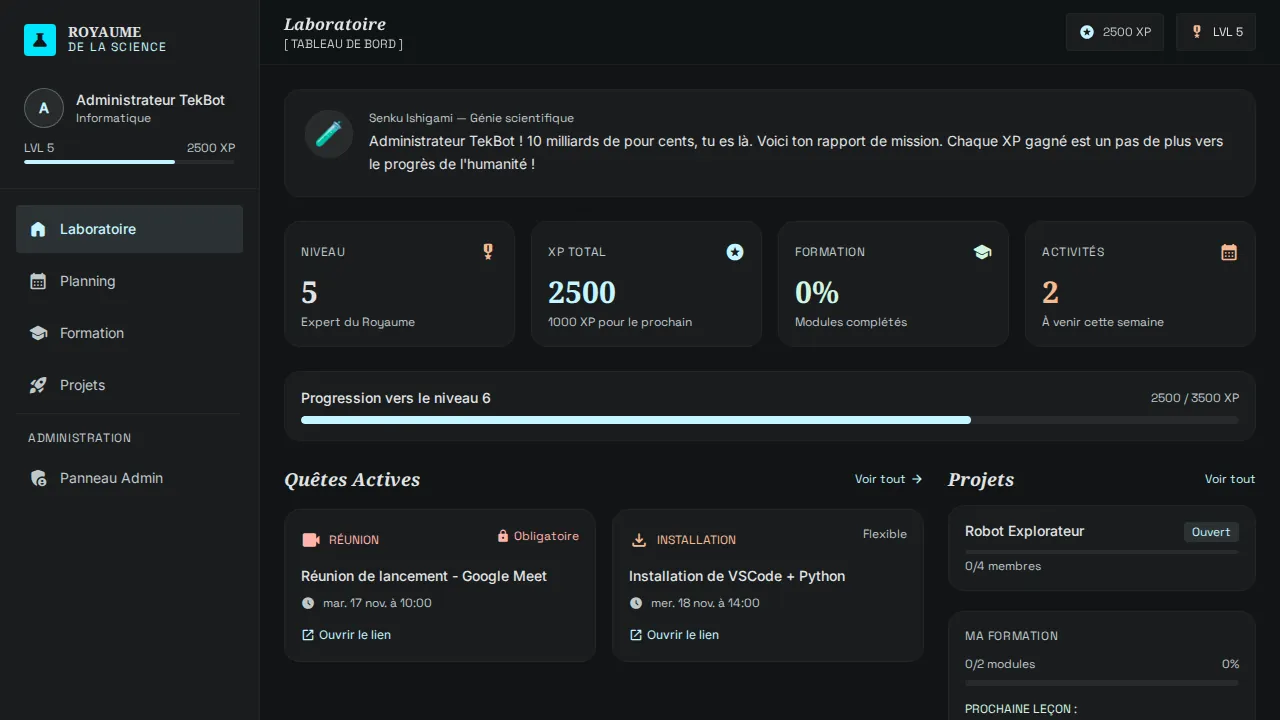 ROYAUME
DE LA SCIENCE
A
Administrateur TekBot
Informatique
LVL 5
2500 XP
Laboratoire
Planning
Formation
Projets
ADMINISTRATION
Panneau Admin
Laboratoire
[ TABLEAU DE BORD ]
2500 XP
LVL 5
Senku Ishigami — Génie scientifique
Administrateur TekBot ! 10 milliards de pour cents, tu es là. Voici ton rapport de mission. Chaque XP gagné est un pas de plus vers
le progrès de l'humanité !
NIVEAU
5
Expert du Royaume
XP TOTAL
2500
1000 XP pour le prochain
FORMATION
0%
Modules complétés
ACTIVITÉS
2
À venir cette semaine
Progression vers le niveau 6
2500 / 3500 XP
Quêtes Actives
Voir tout
RÉUNION
Obligatoire
Réunion de lancement - Google Meet
mar. 17 nov. à 10:00
Ouvrir le lien
INSTALLATION
Flexible
Installation de VSCode + Python
mer. 18 nov. à 14:00
Ouvrir le lien
Projets
Voir tout
Robot Explorateur
Ouvert
0/4 membres
MA FORMATION
0/2 modules
0%
PROCHAINE LEÇON :